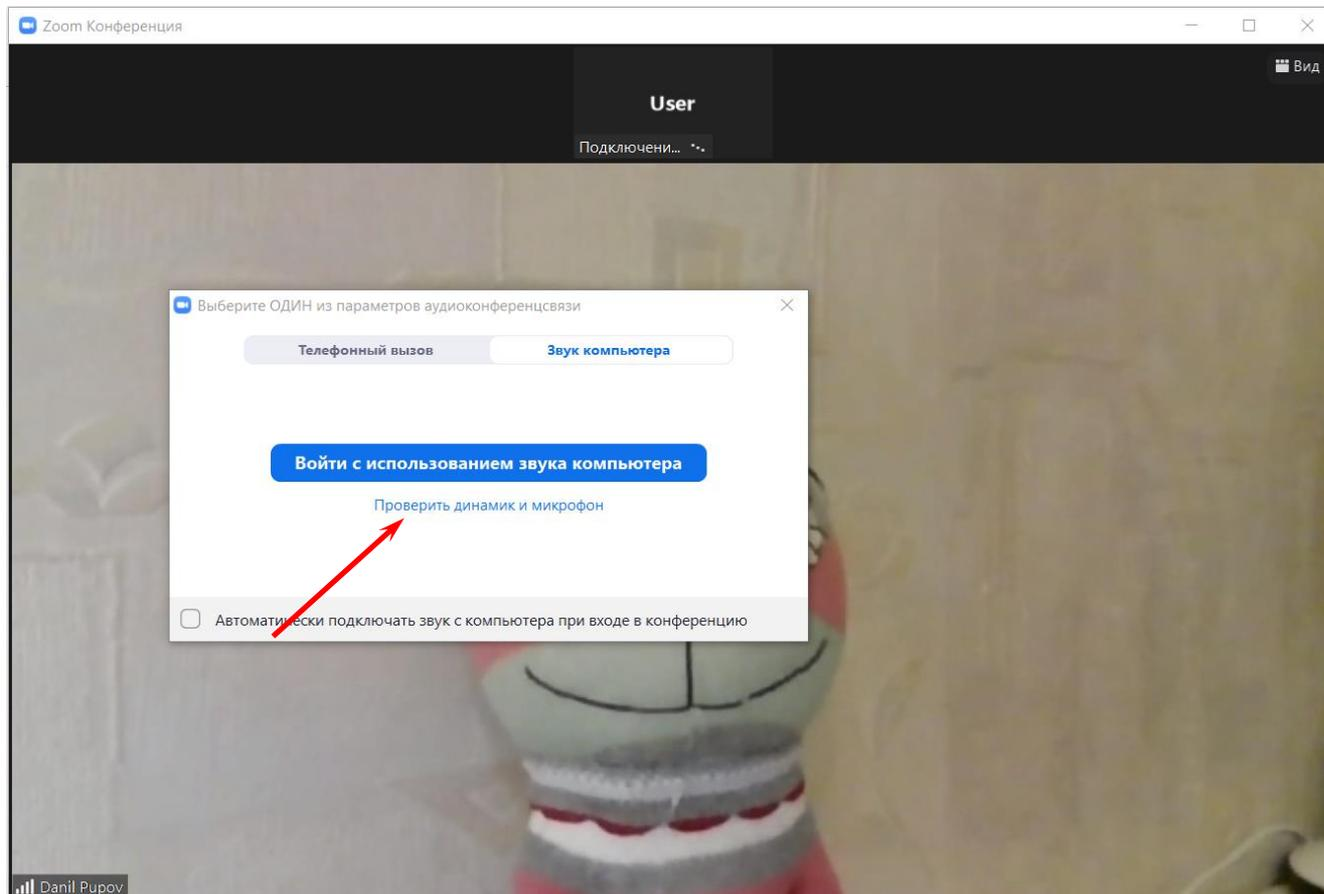 Zoom Конференция
Вид
User
Подключени...
Выберите ОДИН из параметров аудиоконференцсвязи
Телефонный вызов
Звук компьютера
Войти с использованием звука компьютера
Проверить динамик и микрофон
Автоматически подключать звук с компьютера при входе в конференцию
Danil Pupov